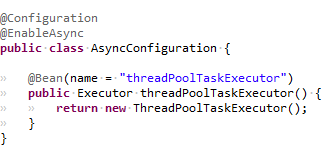 @Configuration
@EnableAsync
public class AsyncConfiguration {
@Bean(name = "threadPoolTaskExecutor")
public Executor threadPoolTaskExecutor() {
return new ThreadPoolTaskExecutor();
}
}